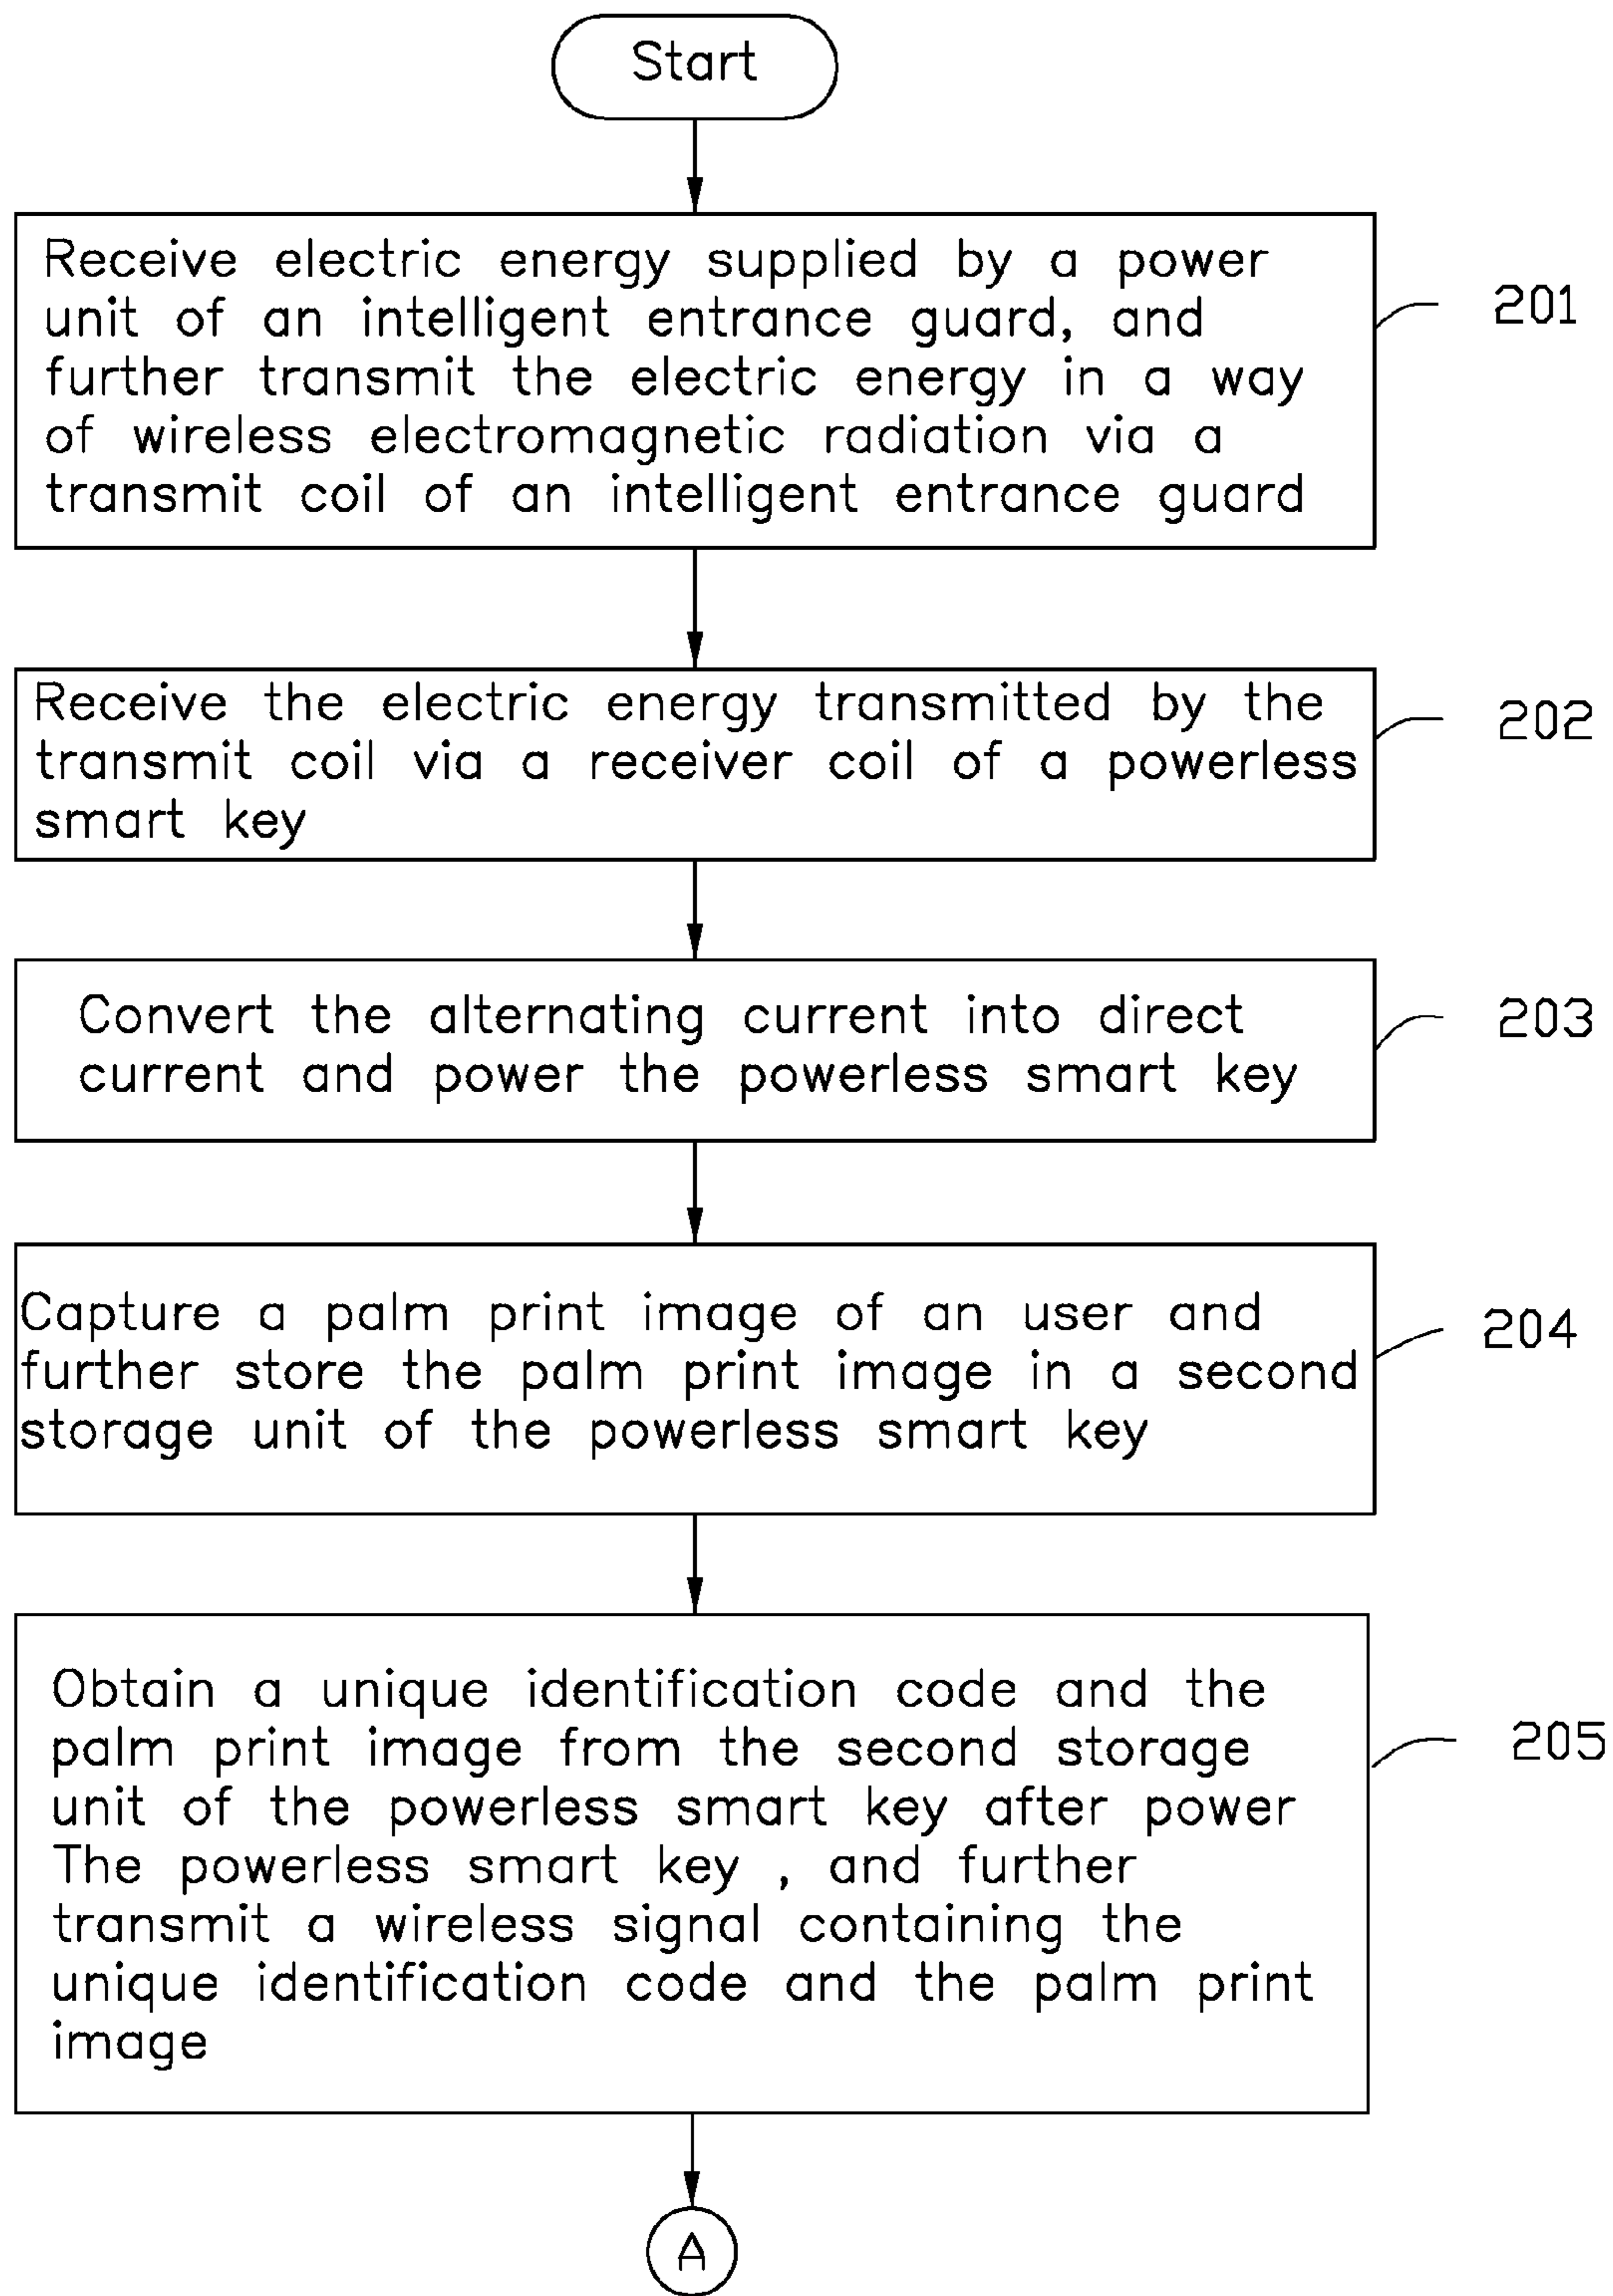 Start
Receive electric energy supplied by a power
unit of an intelligent entrance guard, and
further transmit the electric energy in a way
of wireless electromagnetic radiation via a
transmit coil of an intelligent entrance guard
201
Receive the electric energy transmitted by the
transmit coil via a receiver coil of a powerless
smart key
202
Convert the alternating current into direct
current and power the powerless smart key
203
Capture a palm print image of an user and
further store the palm print image in a second
storage unit of the powerless smart key
204
Obtain a unique identification code and the
palm print image from the second storage
unit of the powerless smart key after power
The powerless smart key , and further
transmit a wireless signal containing the
unique identification code and the palm print
image
205
A